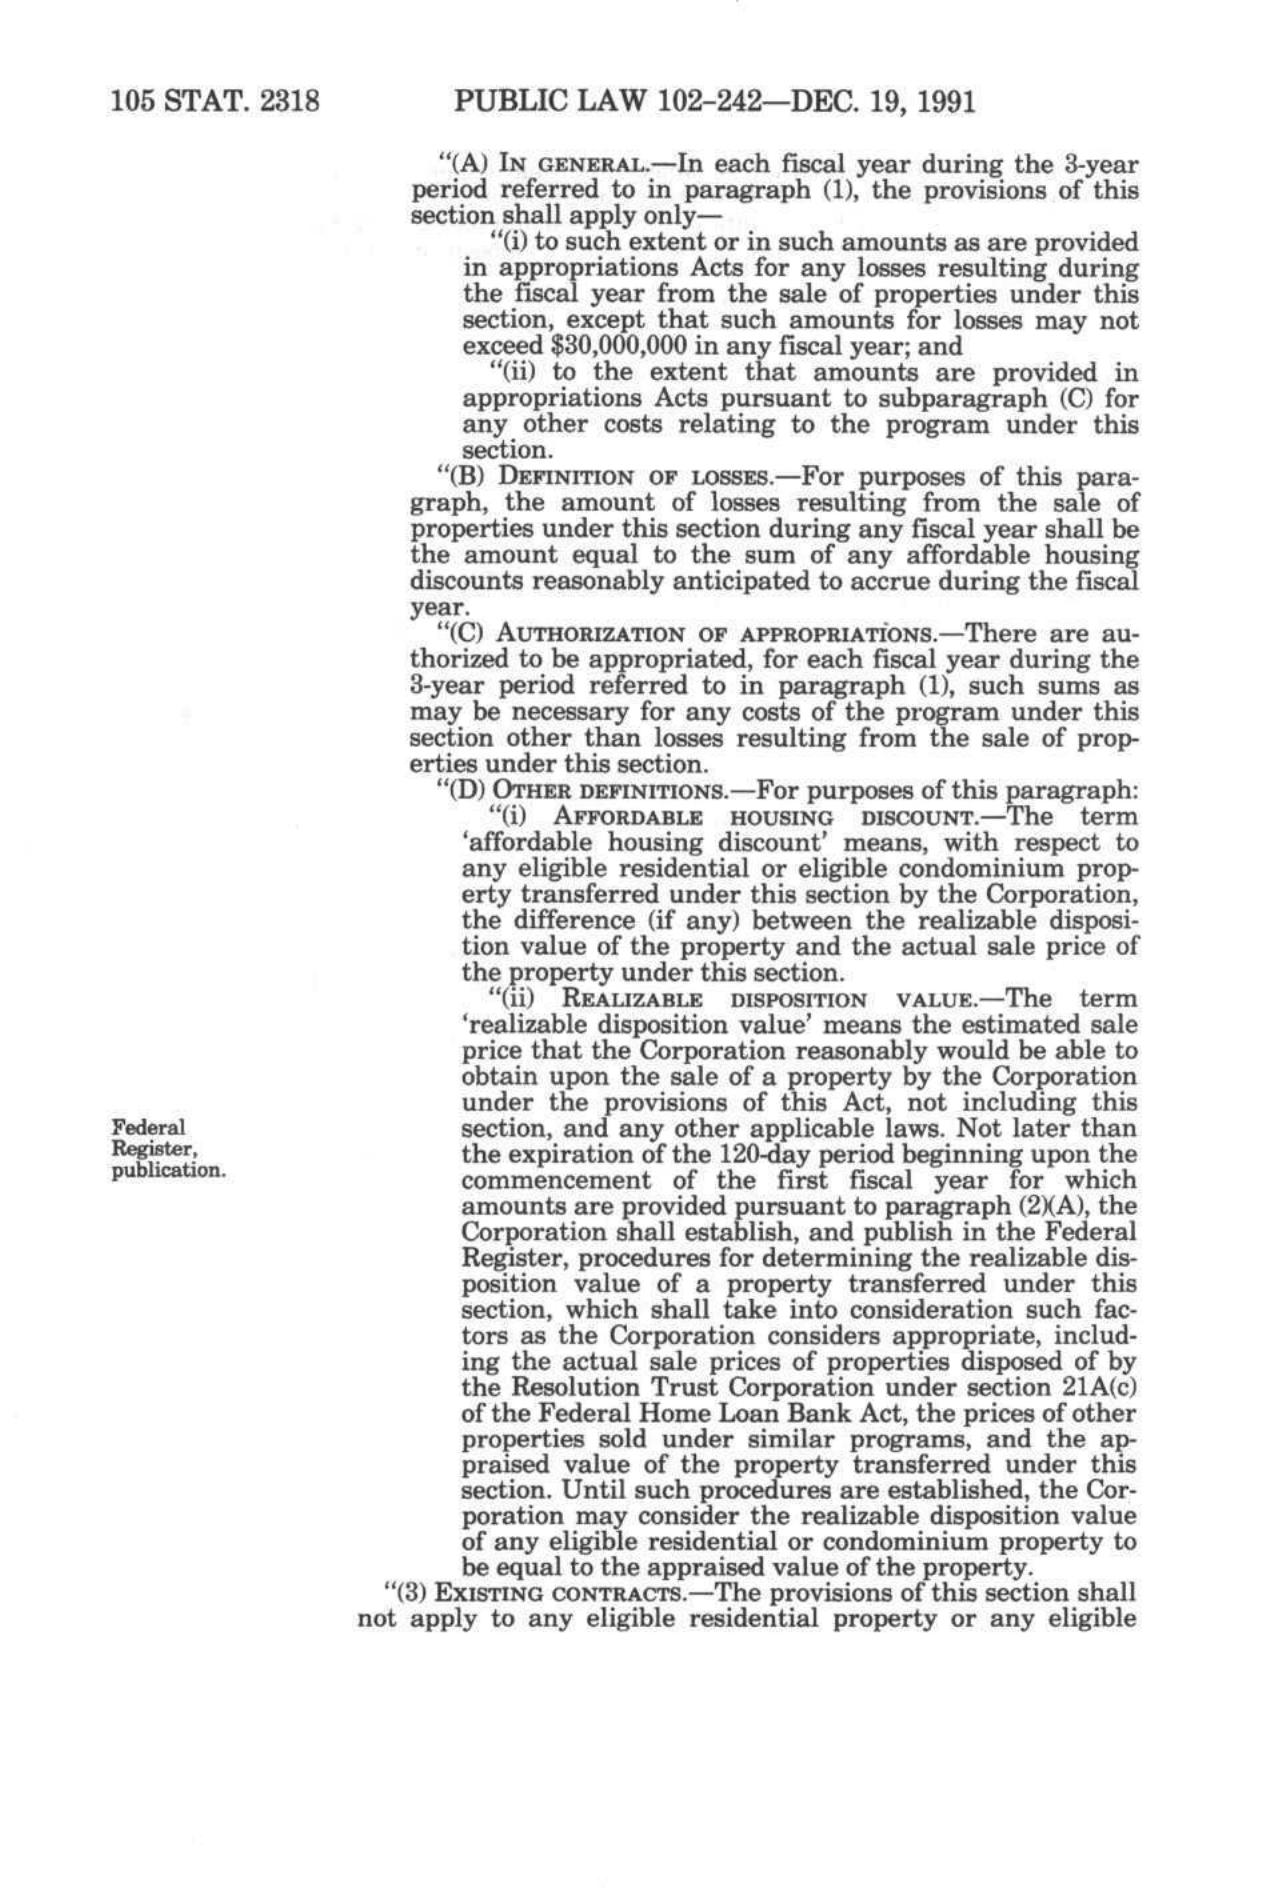 105 STAT. 2318 PUBLIC LAW 102-242—DEC. 19, 1991
"(A) IN GENERAL.—In each fiscal year during the 3-year
period referred to in paragraph (1), the provisions of this
section shall apply only—
"(i) to such extent or in such amounts as are provided
in appropriations Acts for any losses resulting during
the fiscal year from the sale of properties under this
section, except that such amounts for losses may not
exceed $30,000,000 in any fiscal year; and
"(ii) to the extent that amounts are provided in
appropriations Acts pursuant to subparagraph (C) for
any other costs relating to the program under this
section.
"(B) DEFINITION OF LOSSES.—For purposes of this para-
graph, the amount of losses resulting from the sale of
properties under this section during any fiscal year shall be
the amount equal to the sum of any affordable housing
discounts reasonably anticipated to accrue during the fiscal
year.
"(C) AUTHORIZATION OF APPROPRIATIONS.—There are au-
thorized to be appropriated, for each fiscal year during the
3-year period referred to in paragraph (1), such sums as
may be necessary for any costs of the program under this
section other than losses resulting from the sale of prop-
erties under this section.
"(D) OTHER DEFINITIONS.—For purposes of this paragraph:
"(i) AFFORDABLE HOUSING DISCOUNT.—The term
'affordable housing discount' means, with respect to
any eligible residential or eligible condominium prop-
erty transferred under this section by the Corporation,
the difference (if any) between the realizable disposi-
tion value of the property and the actual sale price of
the property under this section.
"(ii) REALIZABLE DISPOSITION VALUE.—The term
'realizable disposition value' means the estimated sale
price that the Corporation reasonably would be able to
obtain upon the sale of a property by the Corporation
under the provisions of this Act, not including this
section, and any other applicable laws. Not later than
the expiration of the 120-day period beginning upon the
commencement of the first fiscal year for which
amounts are provided pursuant to paragraph (2)(A), the
Corporation shall establish, and publish in the Federal
Register, procedures for determining the realizable dis-
position value of a property transferred under this
section, which shall take into consideration such fac-
tors as the Corporation considers appropriate, includ-
ing the actual sale prices of properties disposed of by
the Resolution Trust Corporation under section 21A(c)
of the Federal Home Loan Bank Act, the prices of other
properties sold under similar programs, and the ap-
praised value of the property transferred under this
section. Until such procedures are established, the Cor-
poration may consider the realizable disposition value
of any eligible residential or condominium property to
be equal to the appraised value of the property.
"(3) EXISTING CONTRACTS.—The provisions of this section shall
not apply to any eligible residential property or any eligible
Federal
Register,
publication.